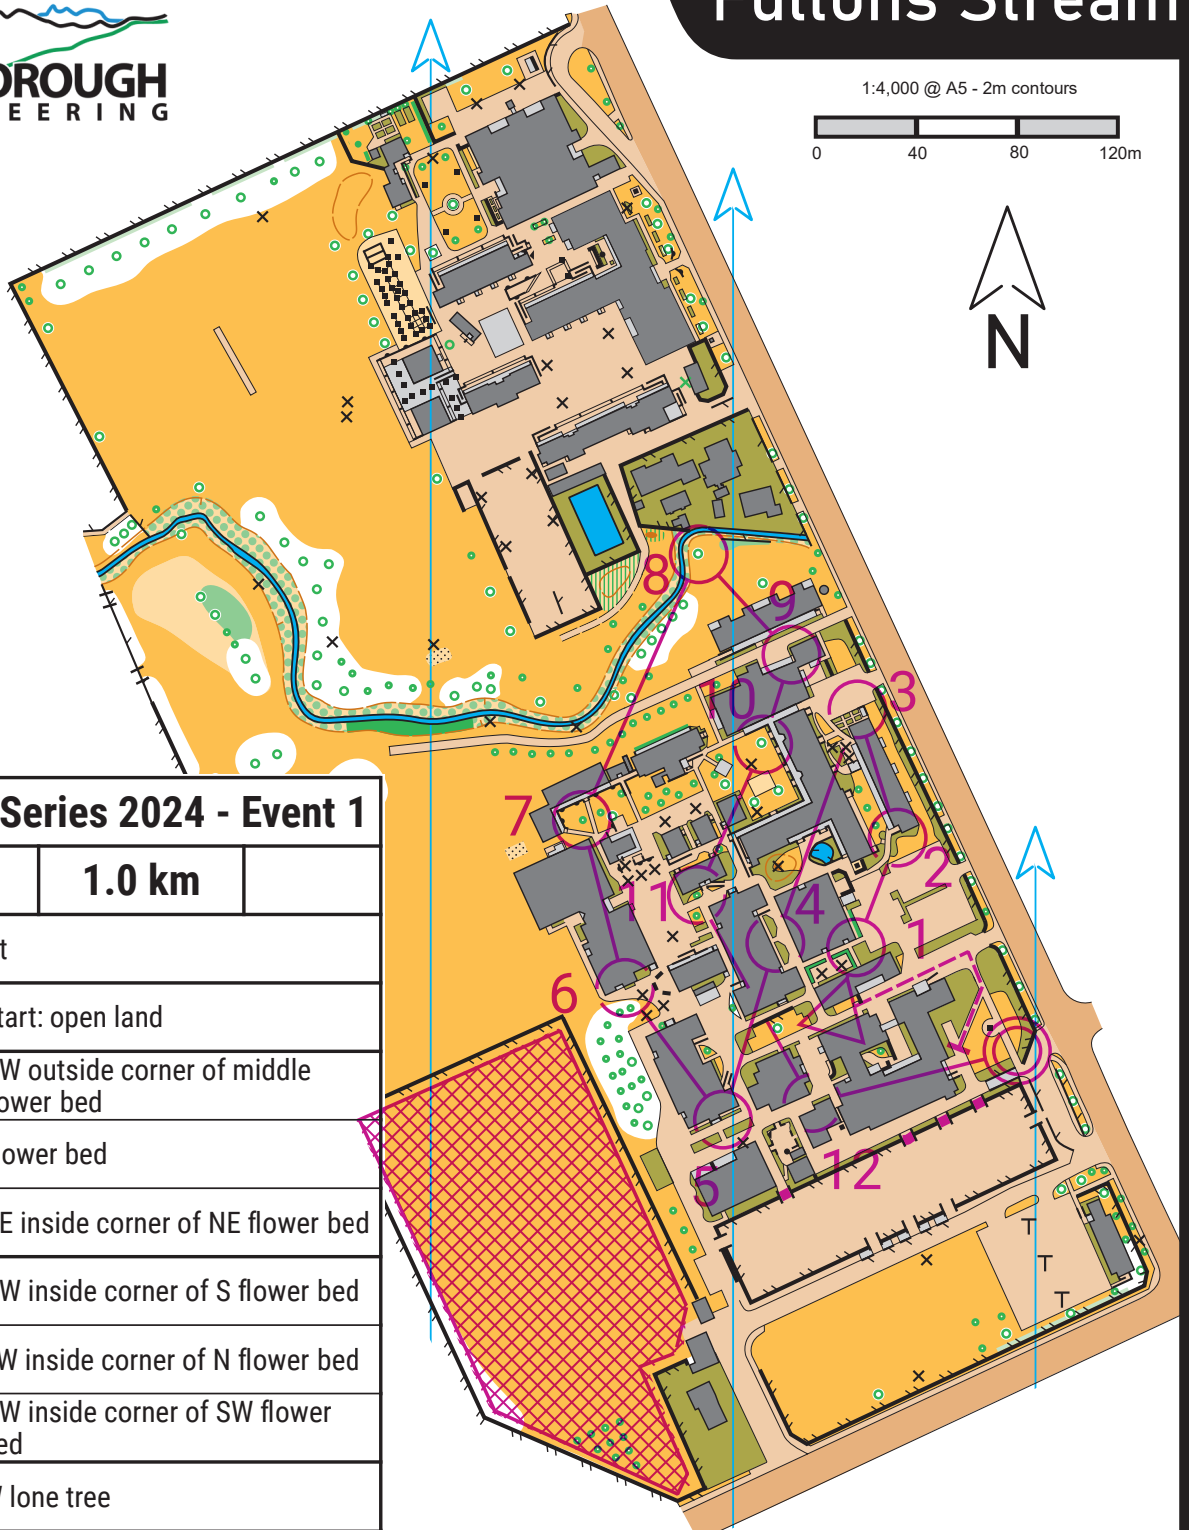 Fultons Stream
OROUGH
EERING
1:4,000 @ A5 - 2m contours
0 40 80 120m
N
8
9
10
3
7
2
11
4
1
6
5
12
Series 2024 - Event 1
1.0 km
t
tart: open land
W outside corner of middle
ower bed
ower bed
E inside corner of NE flower bed
W inside corner of S flower bed
W inside corner of N flower bed
W inside corner of SW flower
ed
lone tree